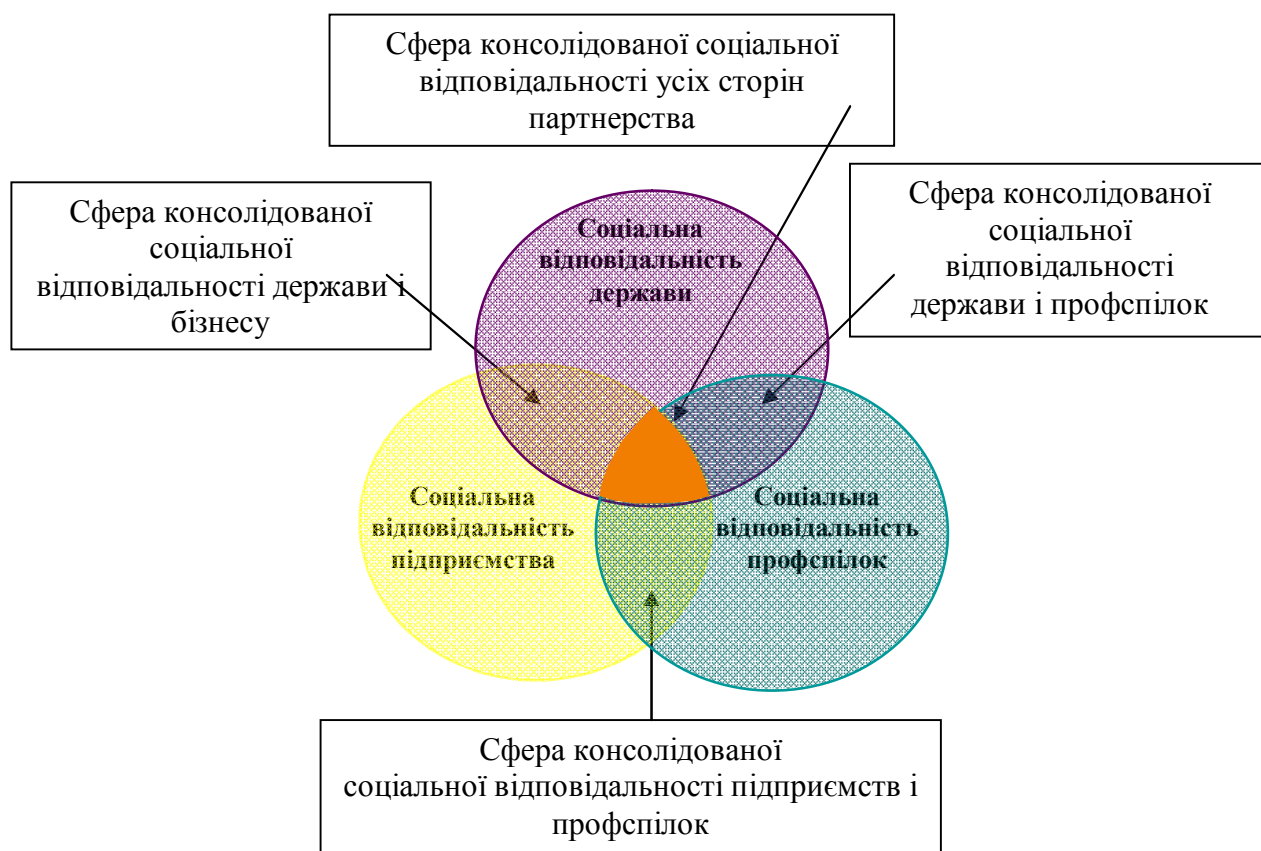 Сфера консолідованої соціальної
відповідальності усіх сторін
партнерства
Сфера консолідованої
соціальної
відповідальності держави і
бізнесу
Сфера консолідованої
соціальної
відповідальності
держави і профспілок
Соціальна
відповідальність
держави
Соціальна
відповідальність
підприємства
Соціальна
відповідальність
профспілок
Сфера консолідованої
соціальної відповідальності підприємств і
профспілок